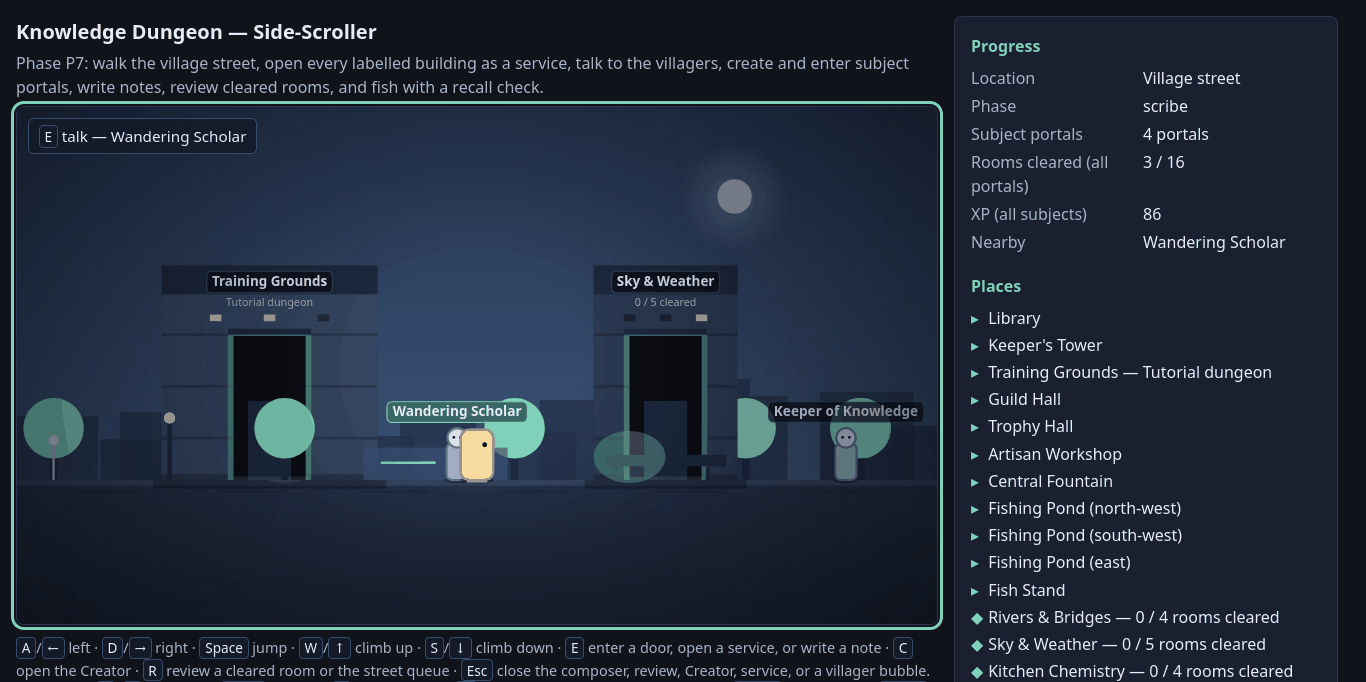 Knowledge Dungeon — Side-Scroller
Phase P7: walk the village street, open every labelled building as a service, talk to the villagers, create and enter subject
portals, write notes, review cleared rooms, and fish with a recall check.
E talk — Wandering Scholar
Training Grounds
Tutorial dungeon
Sky & Weather
0 / 5 cleared
Wandering Scholar
Keeper of Knowledge
A/← left · D/→ right · Space jump · W/↑ climb up · S/↓ climb down · E enter a door, open a service, or write a note · C
open the Creator · R review a cleared room or the street queue · Esc close the composer, review, Creator, service, or a villager bubble.
Progress
Location Village street
Phase scribe
Subject portals 4 portals
Rooms cleared (all 3 / 16
portals)
XP (all subjects) 86
Nearby Wandering Scholar
Places
▸ Library
▸ Keeper's Tower
▸ Training Grounds — Tutorial dungeon
▸ Guild Hall
▸ Trophy Hall
▸ Artisan Workshop
▸ Central Fountain
▸ Fishing Pond (north-west)
▸ Fishing Pond (south-west)
▸ Fishing Pond (east)
▸ Fish Stand
◆ Rivers & Bridges — 0 / 4 rooms cleared
◆ Sky & Weather — 0 / 5 rooms cleared
◆ Kitchen Chemistry — 0 / 4 rooms cleared